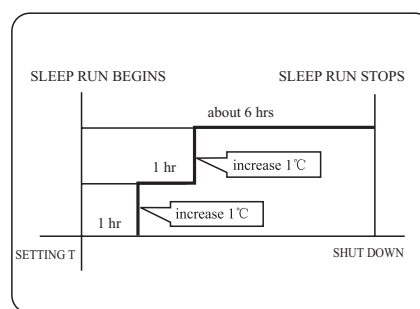 SLEEP RUN BEGINS
SLEEP RUN STOPS
about 6 hrs
1 hr
increase 1℃
1 hr
increase 1℃
SETTING T
SHUT DOWN